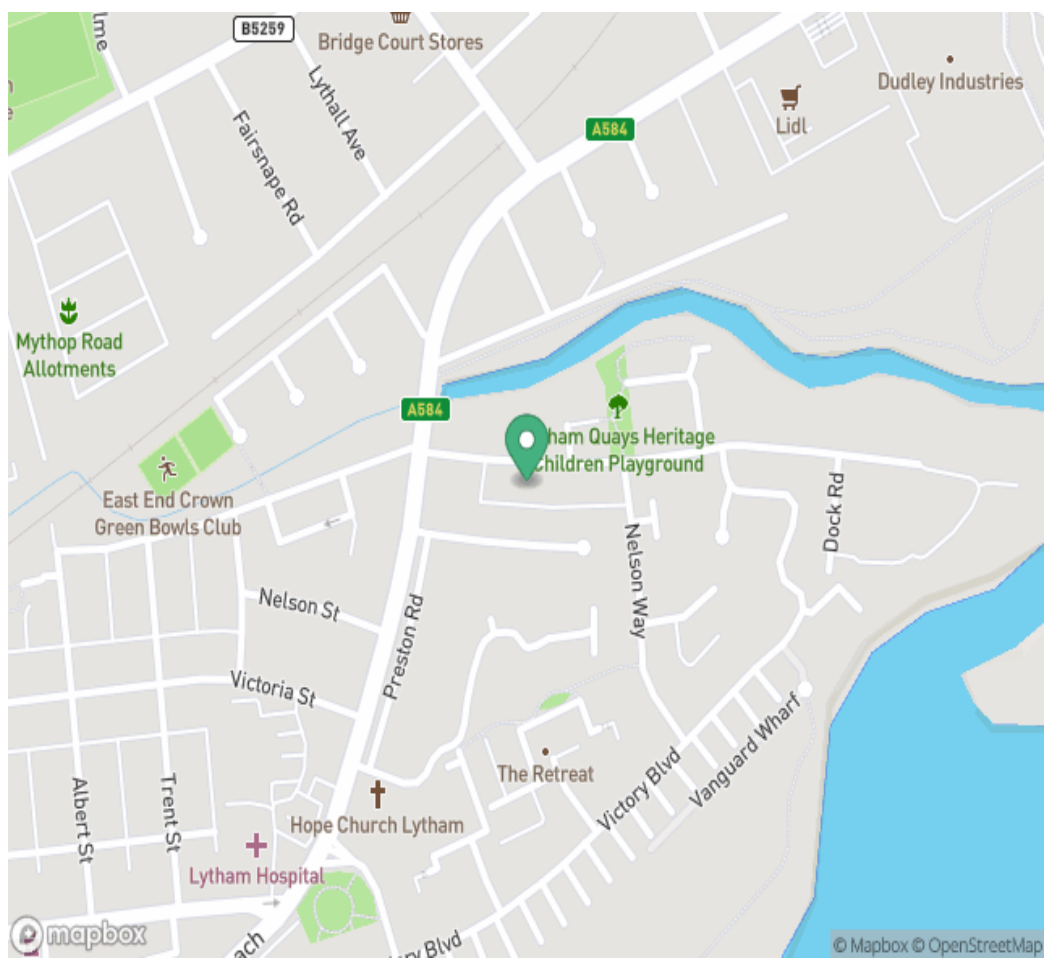 B5259
Bridge Court Stores
Dudley Industries
Lythall Ave
Lidl
A584
Fairsnape Rd
Mythop Road
Allotments
A584
Quays Heritage
Children Playground
East End Crown
Green Bowls Club
Dock Rd
Nelson Way
Nelson St
Preston Rd
Victoria St
Vanguard Wharf
The Retreat
Victory Blvd
Albert St
Trent St
Hope Church Lytham
Lytham Hospital
Blvd
mapbox
© Mapbox © OpenStreetMap